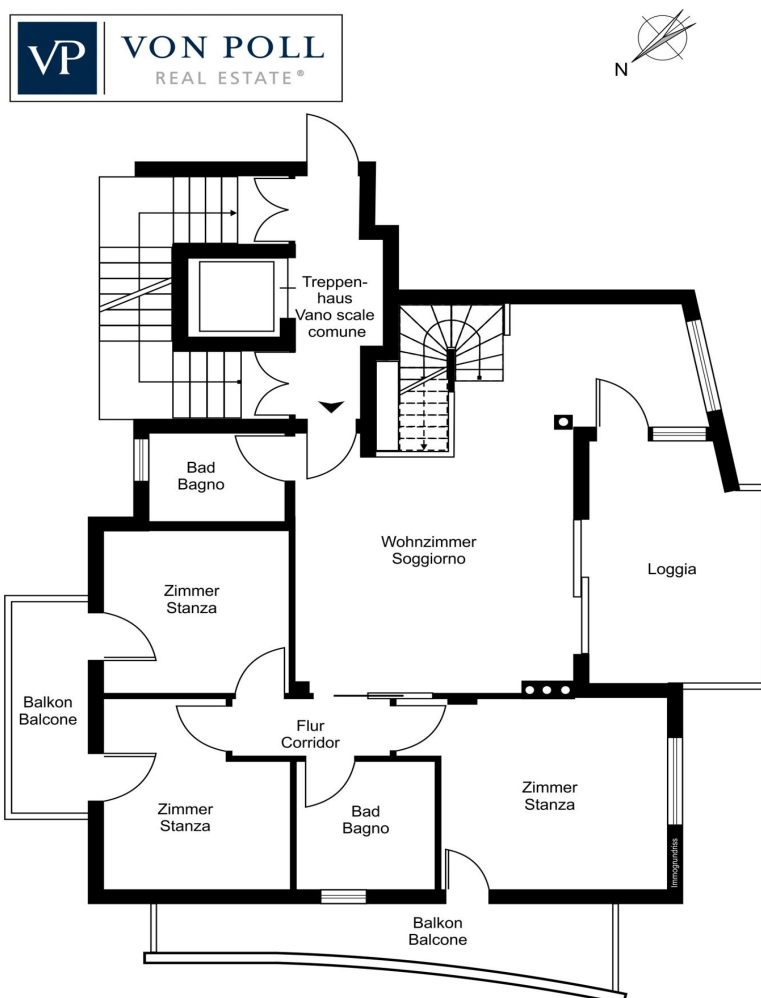 VP VON POLL
REAL ESTATE®
N
Treppen-
haus
Vano scale
comune
Bad
Bagno
Wohnzimmer
Soggiorno
Loggia
Zimmer
Stanza
Balkon
Balcone
Flur
Corridor
Zimmer
Stanza
Bad
Bagno
Zimmer
Stanza
Immogrundriss
Balkon
Balcone